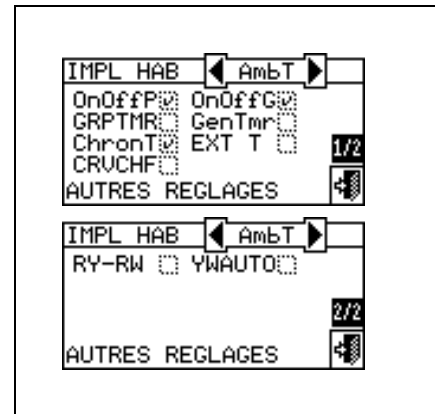 IMPL HAB AmbT
OnOffP OnOffG
GRPTMR GenTmr
ChronT EXT T
1/2
CRVCHF
AUTRES REGLAGES
IMPL HAB AmbT
RY-RW YWAUTO
2/2
AUTRES REGLAGES